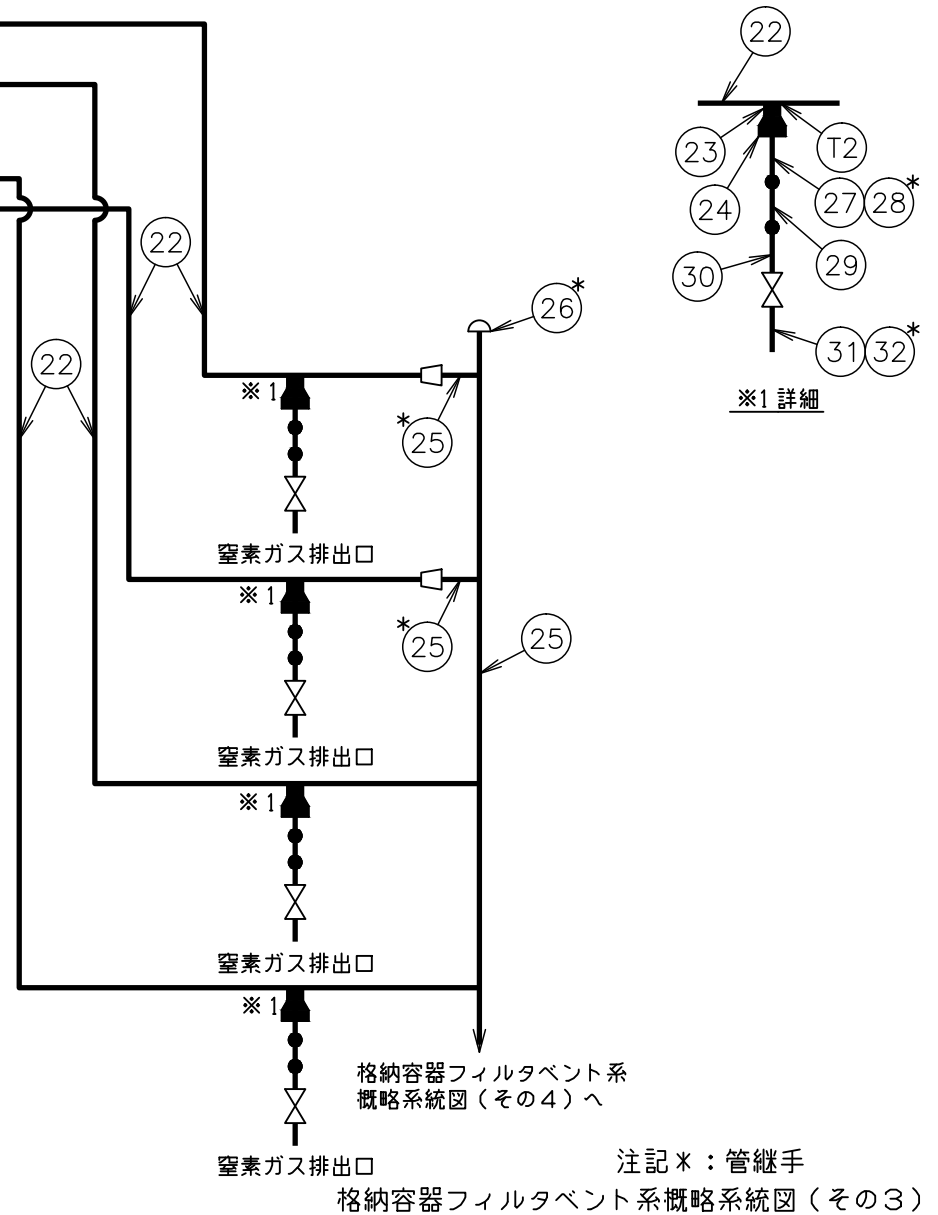 22
23
T2
24
27
28*
29
30
31
32*
※1 詳細
22
26*
22
※1
*25
窒素ガス排出口
※1
*25
25
窒素ガス排出口
※1
窒素ガス排出口
※1
格納容器フィルタベント系
概略系統図(その4)へ
窒素ガス排出口
注記*:管継手
格納容器フィルタベント系概略系統図(その3)